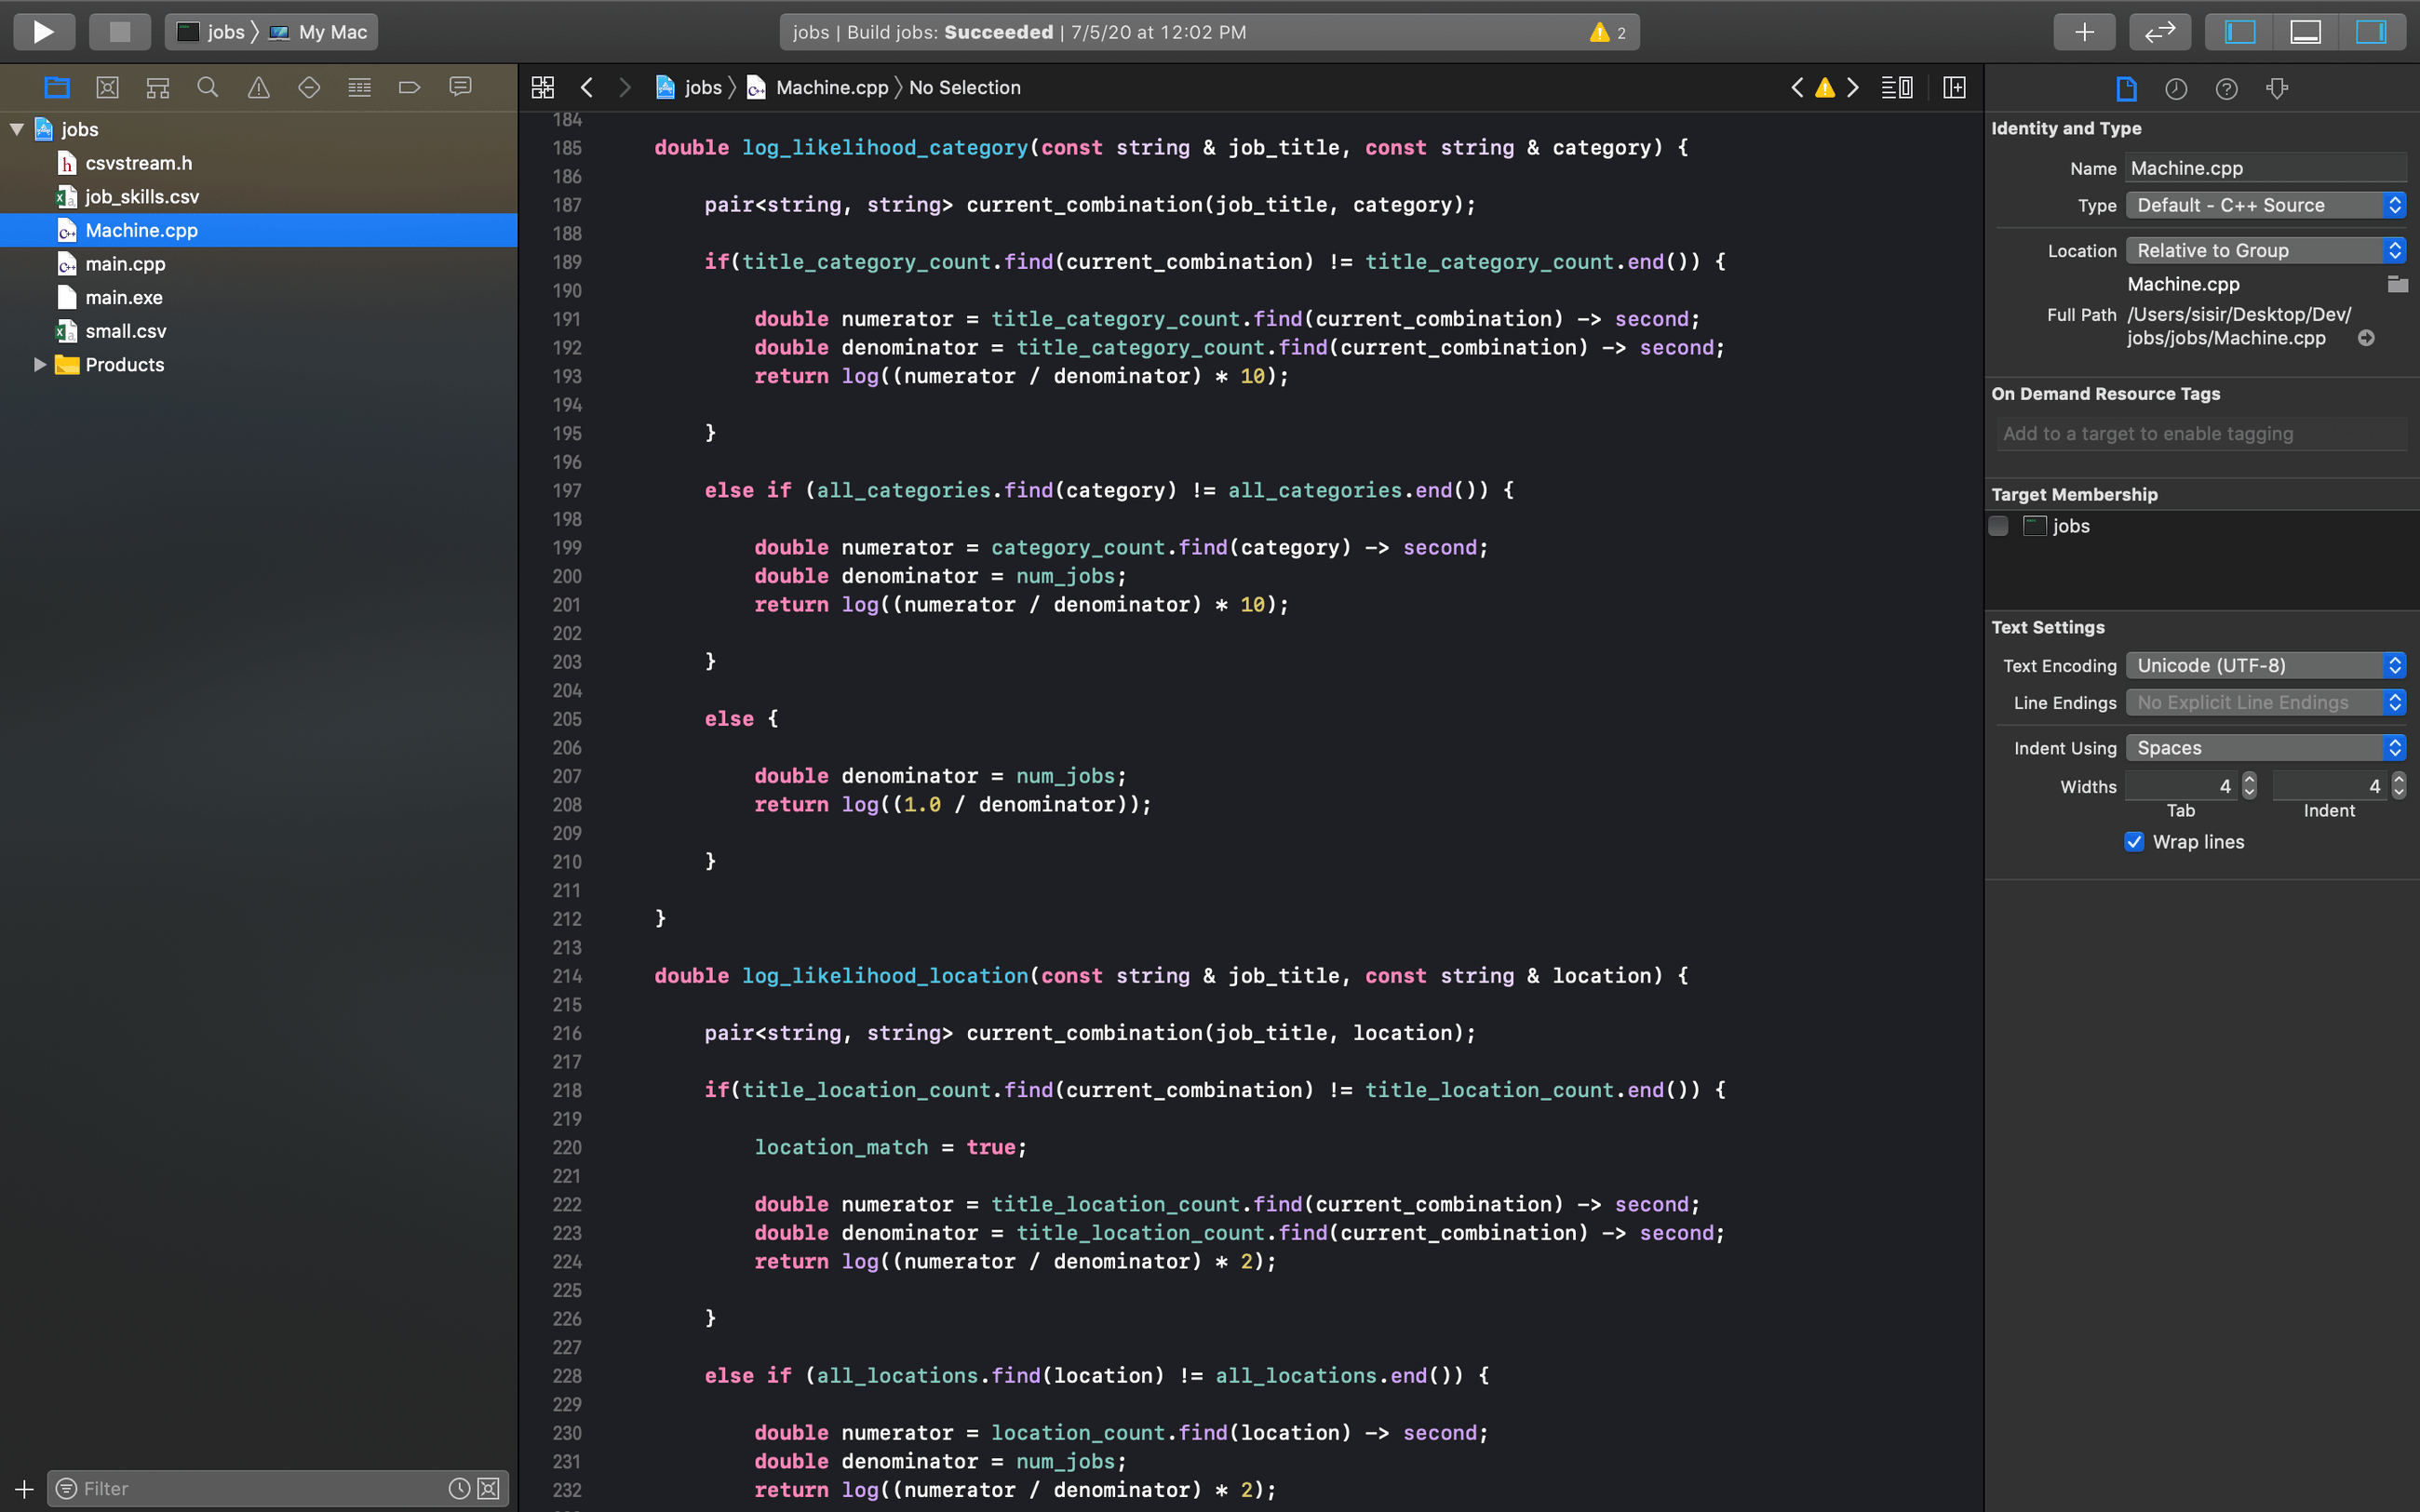 jobs 〉 My Mac
jobs | Build jobs: Succeeded | 7/5/20 at 12:02 PM
2
jobs
csvstream.h
job_skills.csv
Machine.cpp
main.cpp
main.exe
small.csv
Products
Filter
jobs 〉 Machine.cpp 〉 No Selection
184
185 double log_likelihood_category(const string & job_title, const string & category) {
186
187 pair<string, string> current_combination(job_title, category);
188
189 if(title_category_count.find(current_combination) != title_category_count.end()) {
190
191 double numerator = title_category_count.find(current_combination) -> second;
192 double denominator = title_category_count.find(current_combination) -> second;
193 return log((numerator / denominator) * 10);
194
195 }
196
197 else if (all_categories.find(category) != all_categories.end()) {
198
199 double numerator = category_count.find(category) -> second;
200 double denominator = num_jobs;
201 return log((numerator / denominator) * 10);
202
203 }
204
205 else {
206
207 double denominator = num_jobs;
208 return log((1.0 / denominator));
209
210 }
211
212 }
213
214 double log_likelihood_location(const string & job_title, const string & location) {
215
216 pair<string, string> current_combination(job_title, location);
217
218 if(title_location_count.find(current_combination) != title_location_count.end()) {
219
220 location_match = true;
221
222 double numerator = title_location_count.find(current_combination) -> second;
223 double denominator = title_location_count.find(current_combination) -> second;
224 return log((numerator / denominator) * 2);
225
226 }
227
228 else if (all_locations.find(location) != all_locations.end()) {
229
230 double numerator = location_count.find(location) -> second;
231 double denominator = num_jobs;
232 return log((numerator / denominator) * 2);
Identity and Type
Name Machine.cpp
Type Default - C++ Source
Location Relative to Group
Machine.cpp
Full Path /Users/sisir/Desktop/Dev/
jobs/jobs/Machine.cpp
On Demand Resource Tags
Add to a target to enable tagging
Target Membership
jobs
Text Settings
Text Encoding Unicode (UTF-8)
Line Endings No Explicit Line Endings
Indent Using Spaces
Widths 4 4
Tab Indent
Wrap lines